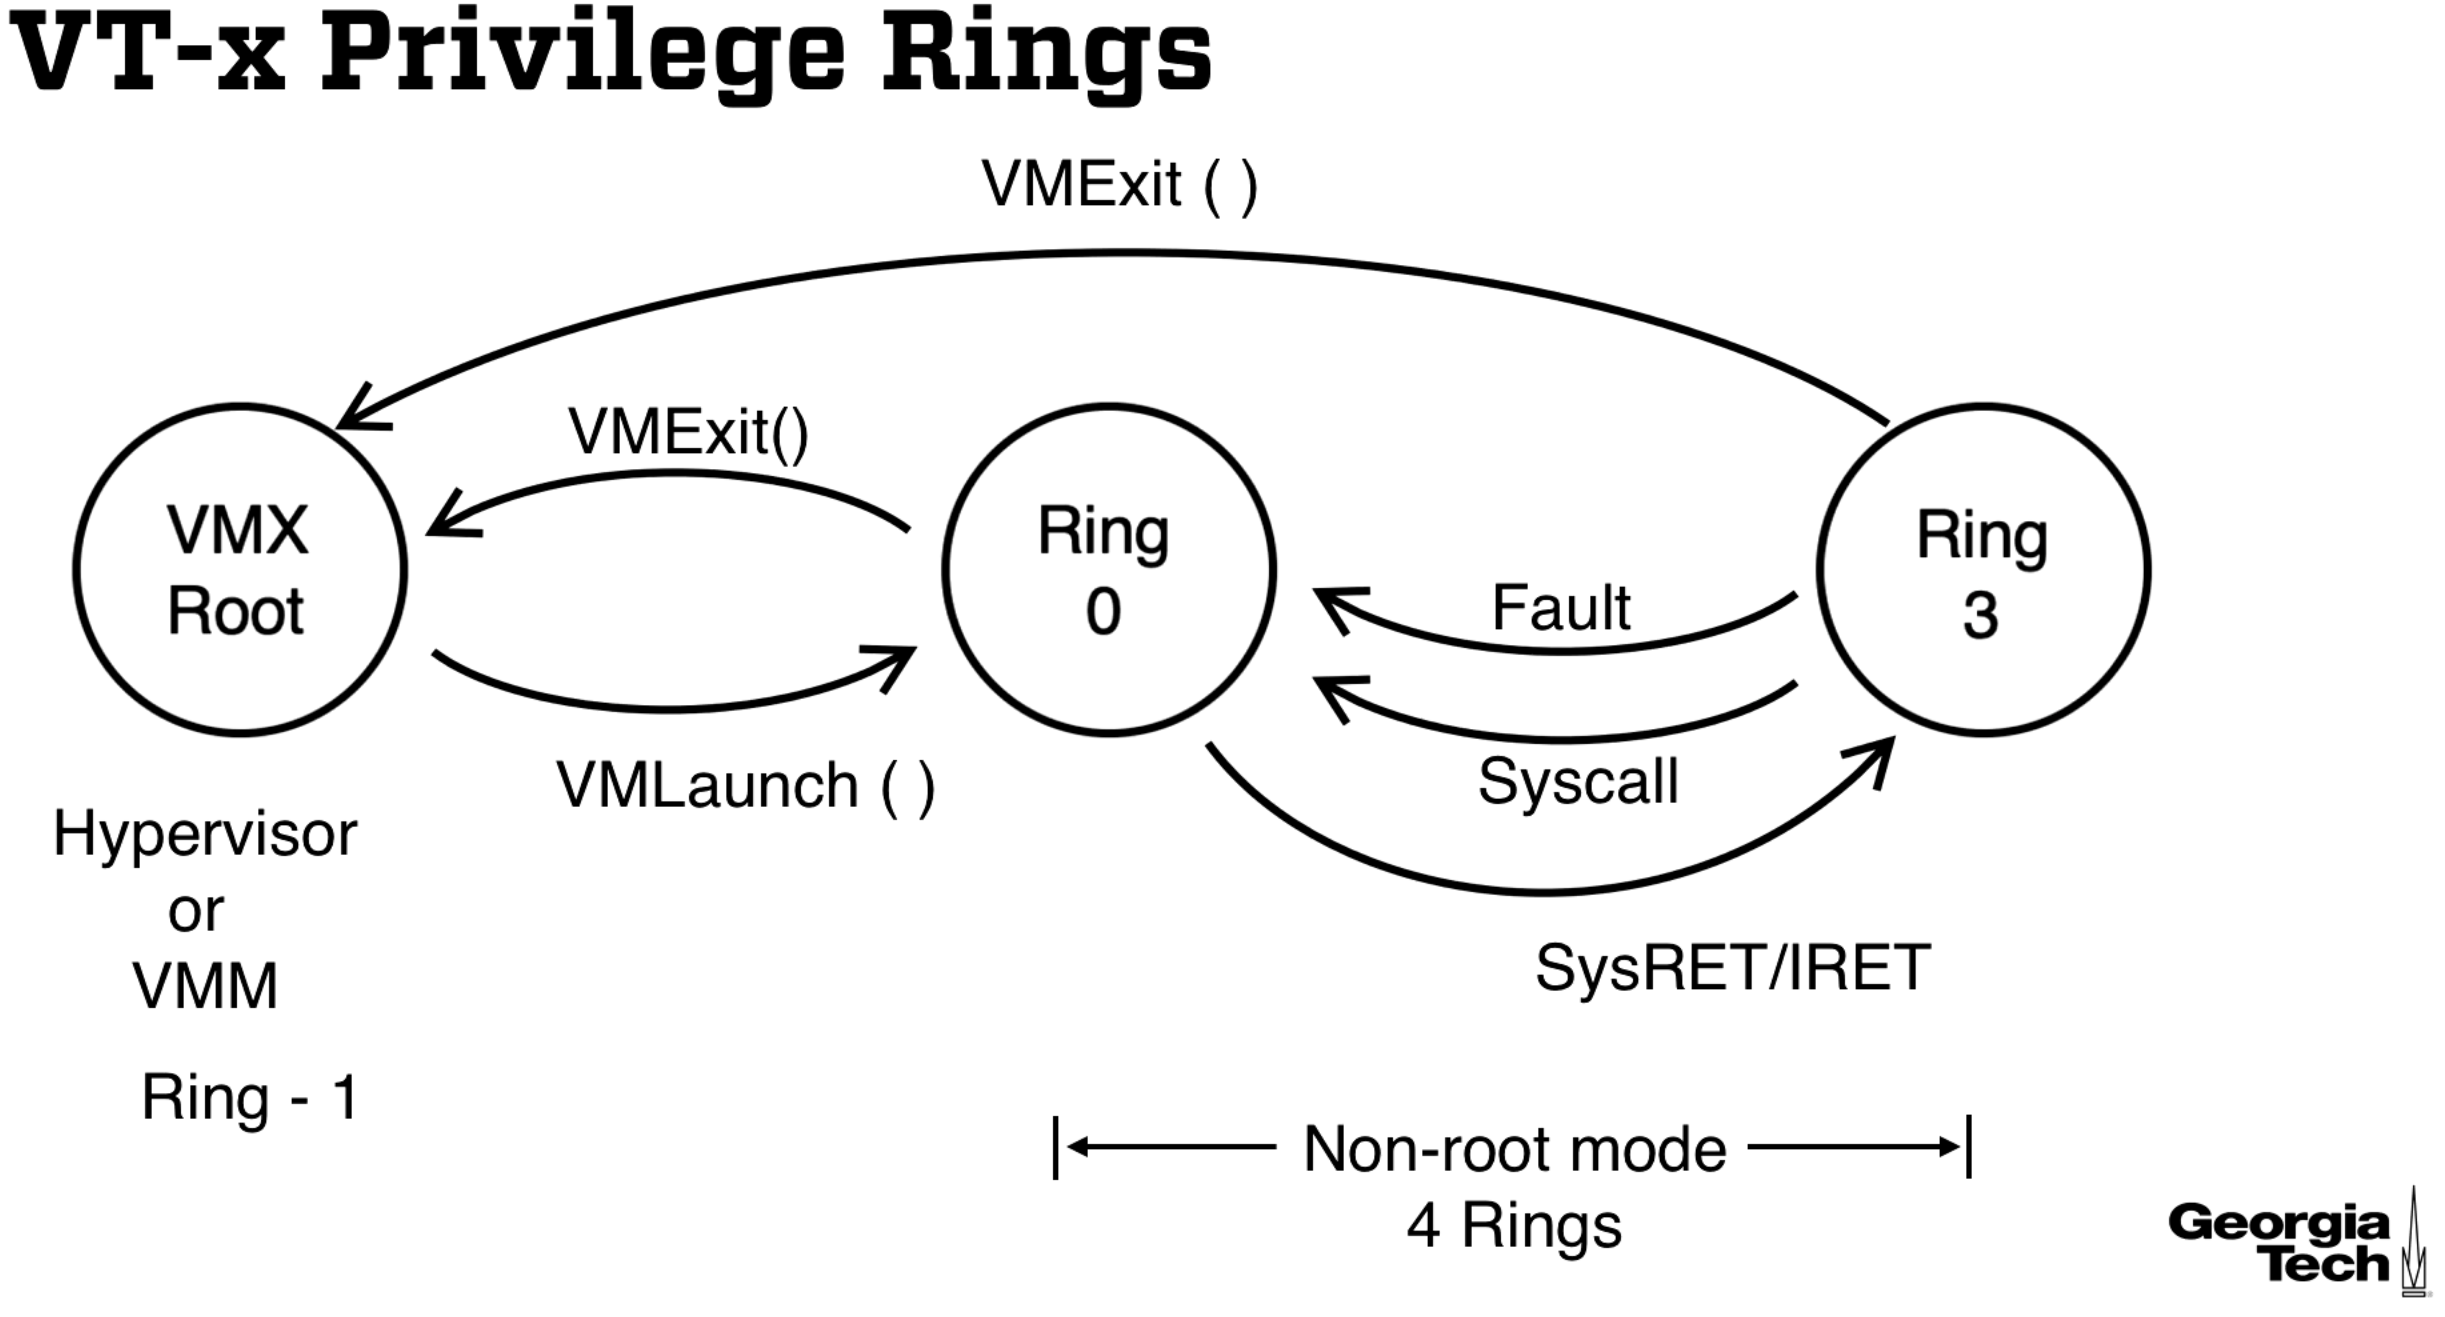 VT-x Privilege Rings
VMExit ( )
VMExit()
VMX
Root
Ring
0
Ring
3
Fault
Syscall
VMLaunch ( )
SysRET/IRET
Hypervisor
or
VMM
Ring - 1
Non-root mode
4 Rings
Georgia
Tech